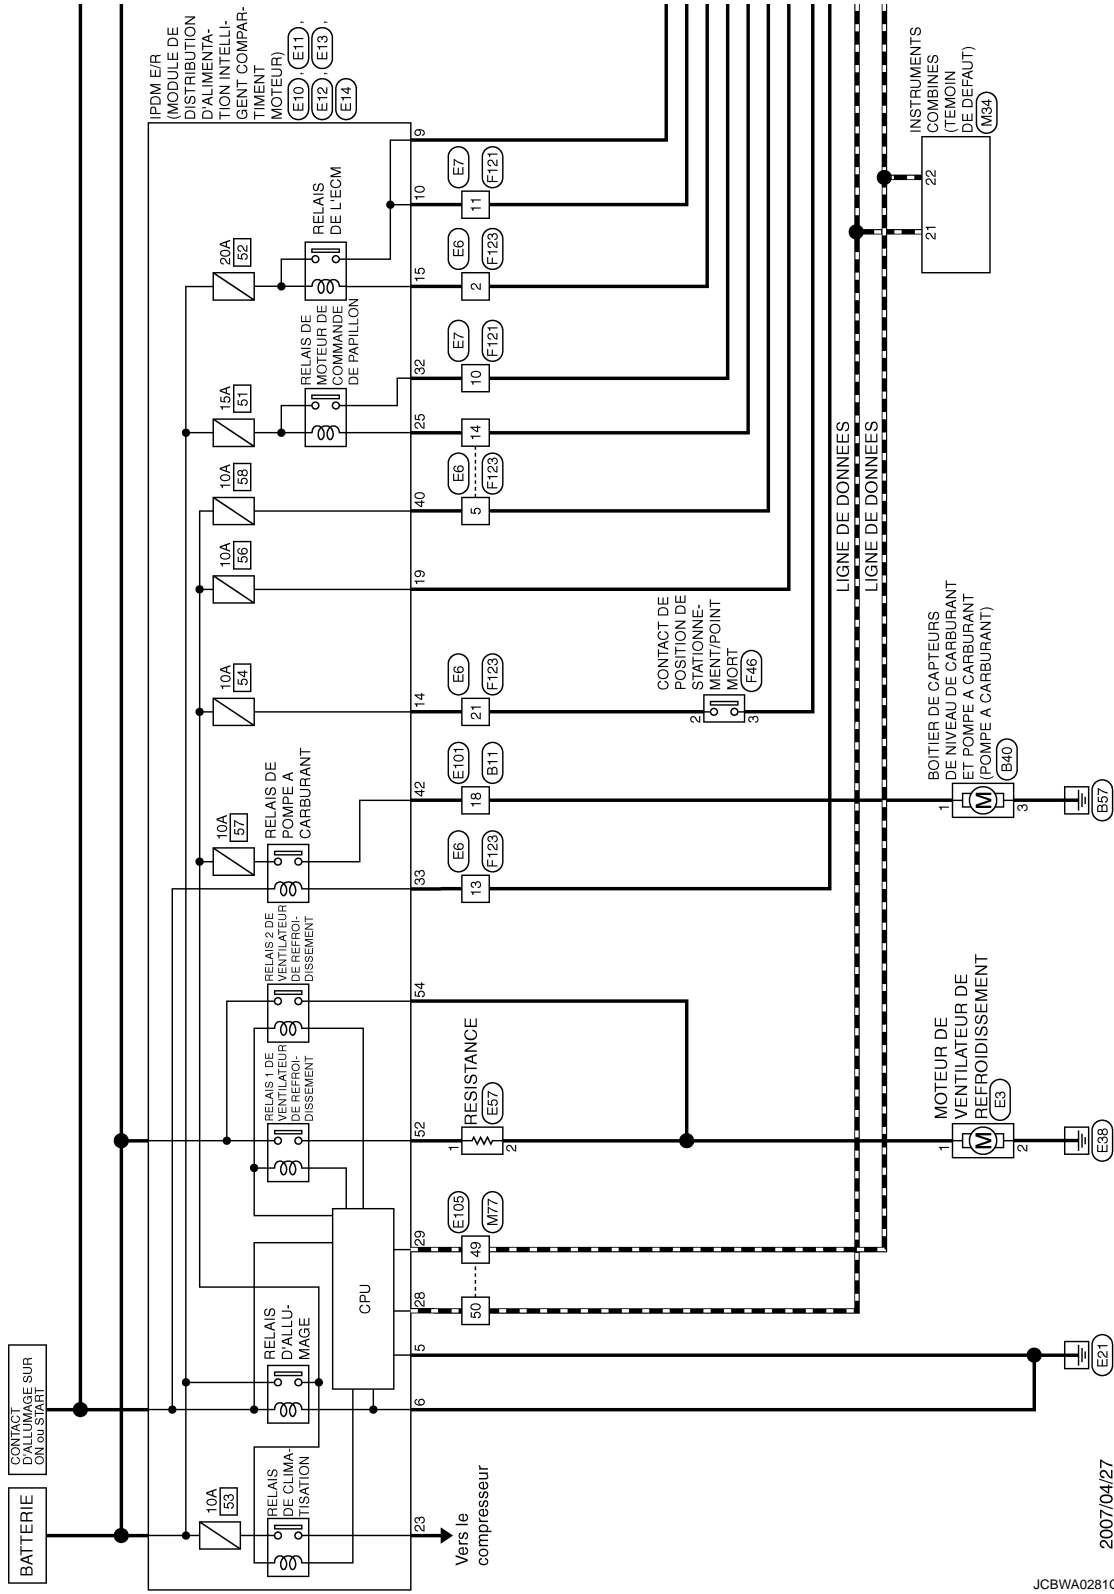 BATTERIE
CONTACT
D'ALLUMAGE SUR
ON ou START
IPDM E/R
(MODULE DE
DISTRIBUTION
D'ALIMENTA-
TION INTELLI-
GENT COMPAR-
TIMENT
MOTEUR)
E10 , E11 ,
E12 , E13 ,
E14
10A
53
10A
57
10A
54
10A
56
10A
58
15A
51
20A
52
RELAIS
DE CLIMA-
TISATION
RELAIS
D'ALLU-
MAGE
CPU
RELAIS 1 DE
VENTILATEUR
DE REFROI-
DISSEMENT
RELAIS 2 DE
VENTILATEUR
DE REFROI-
DISSEMENT
RELAIS DE
POMPE A
CARBURANT
RELAIS DE
MOTEUR DE
COMMANDE
DE PAPILLON
RELAIS
DE L'ECM
23
6
5
28
29
52
54
33
42
14
19
40
25
32
15
10
9
Vers le
compresseur
50
49
E105
M77
1
RESISTANCE
E57
2
13
E6
F123
18
E101
B11
21
E6
F123
5
E6
F123
14
10
E7
F121
2
E6
F123
11
E7
F121
CONTACT DE
POSITION DE
STATIONNE-
MENT/POINT
MORT
F46
2
3
LIGNE DE DONNEES
LIGNE DE DONNEES
INSTRUMENTS
COMBINES
(TEMOIN
DE DEFAUT)
M34
21
22
MOTEUR DE
VENTILATEUR DE
REFROIDISSEMENT
E3
1
M
2
BOITIER DE CAPTEURS
DE NIVEAU DE CARBURANT
ET POMPE A CARBURANT
(POMPE A CARBURANT)
B40
1
M
3
E21
E38
B57
2007/04/27